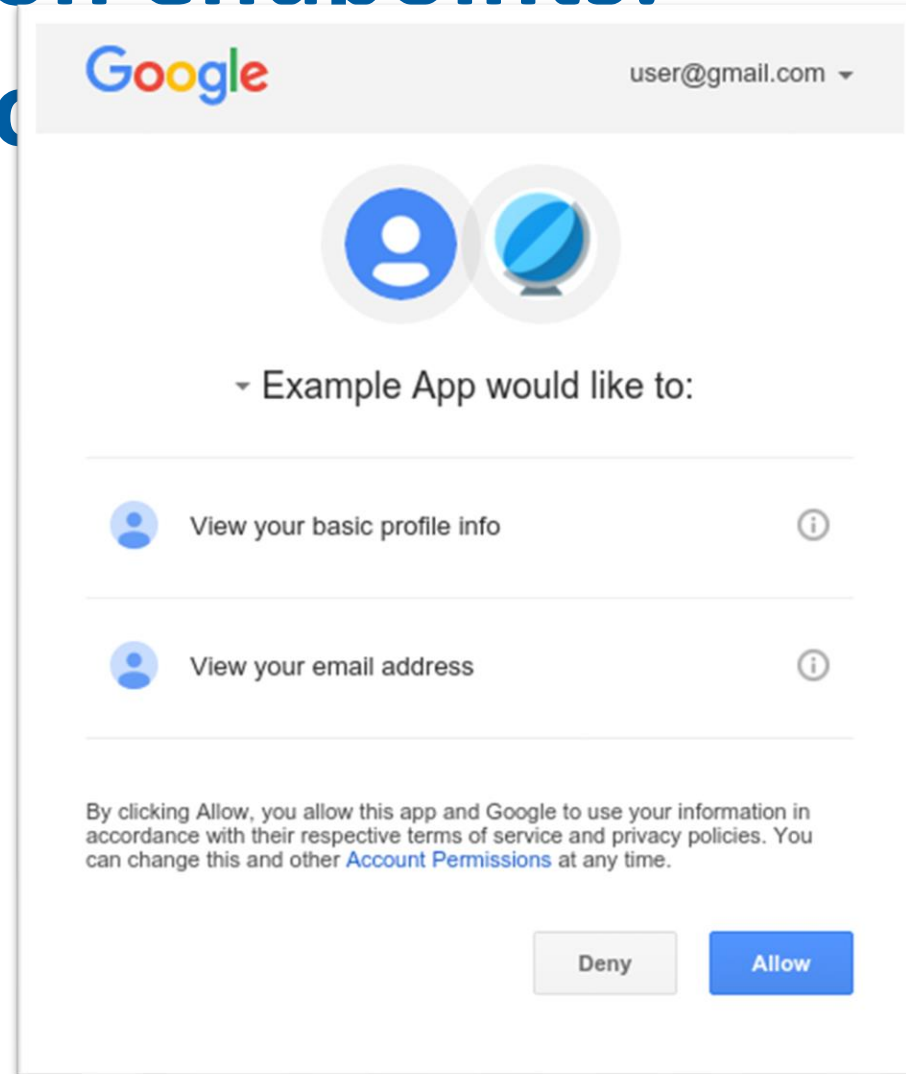 on endpoints:
Google
user@gmail.com
Example App would like to:
View your basic profile info
View your email address
By clicking Allow, you allow this app and Google to use your information in
accordance with their respective terms of service and privacy policies. You
can change this and other Account Permissions at any time.
Deny
Allow